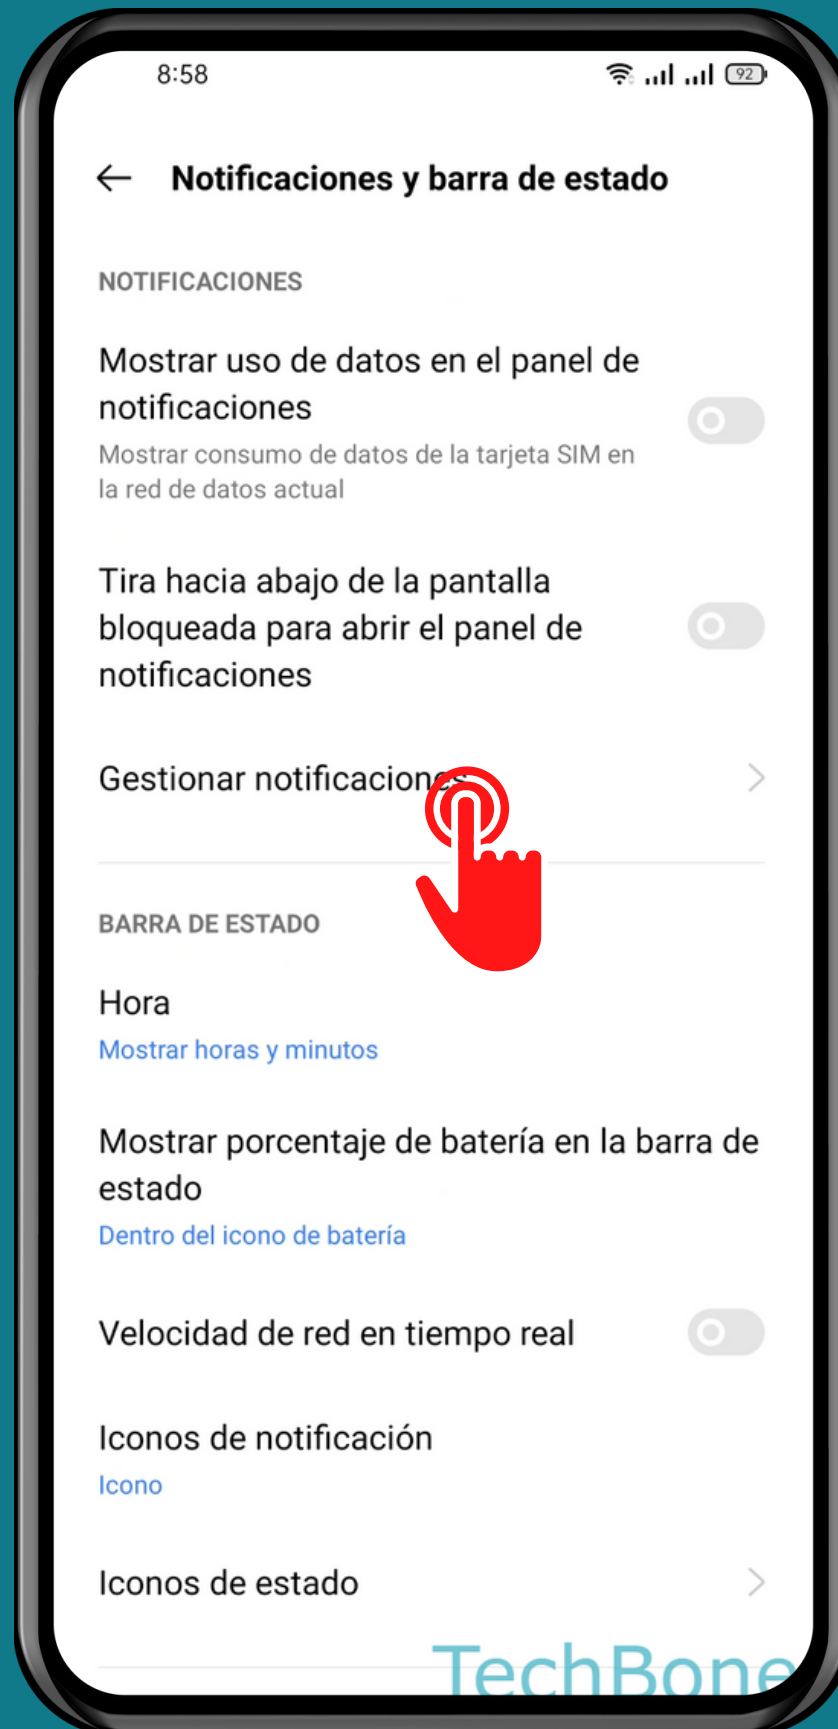 8:58
92
Notificaciones y barra de estado
NOTIFICACIONES
Mostrar uso de datos en el panel de
notificaciones
Mostrar consumo de datos de la tarjeta SIM en
la red de datos actual
Tira hacia abajo de la pantalla
bloqueada para abrir el panel de
notificaciones
Gestionar notificaciones
BARRA DE ESTADO
Hora
Mostrar horas y minutos
Mostrar porcentaje de batería en la barra de
estado
Dentro del icono de batería
Velocidad de red en tiempo real
Iconos de notificación
Icono
Iconos de estado
TechBone